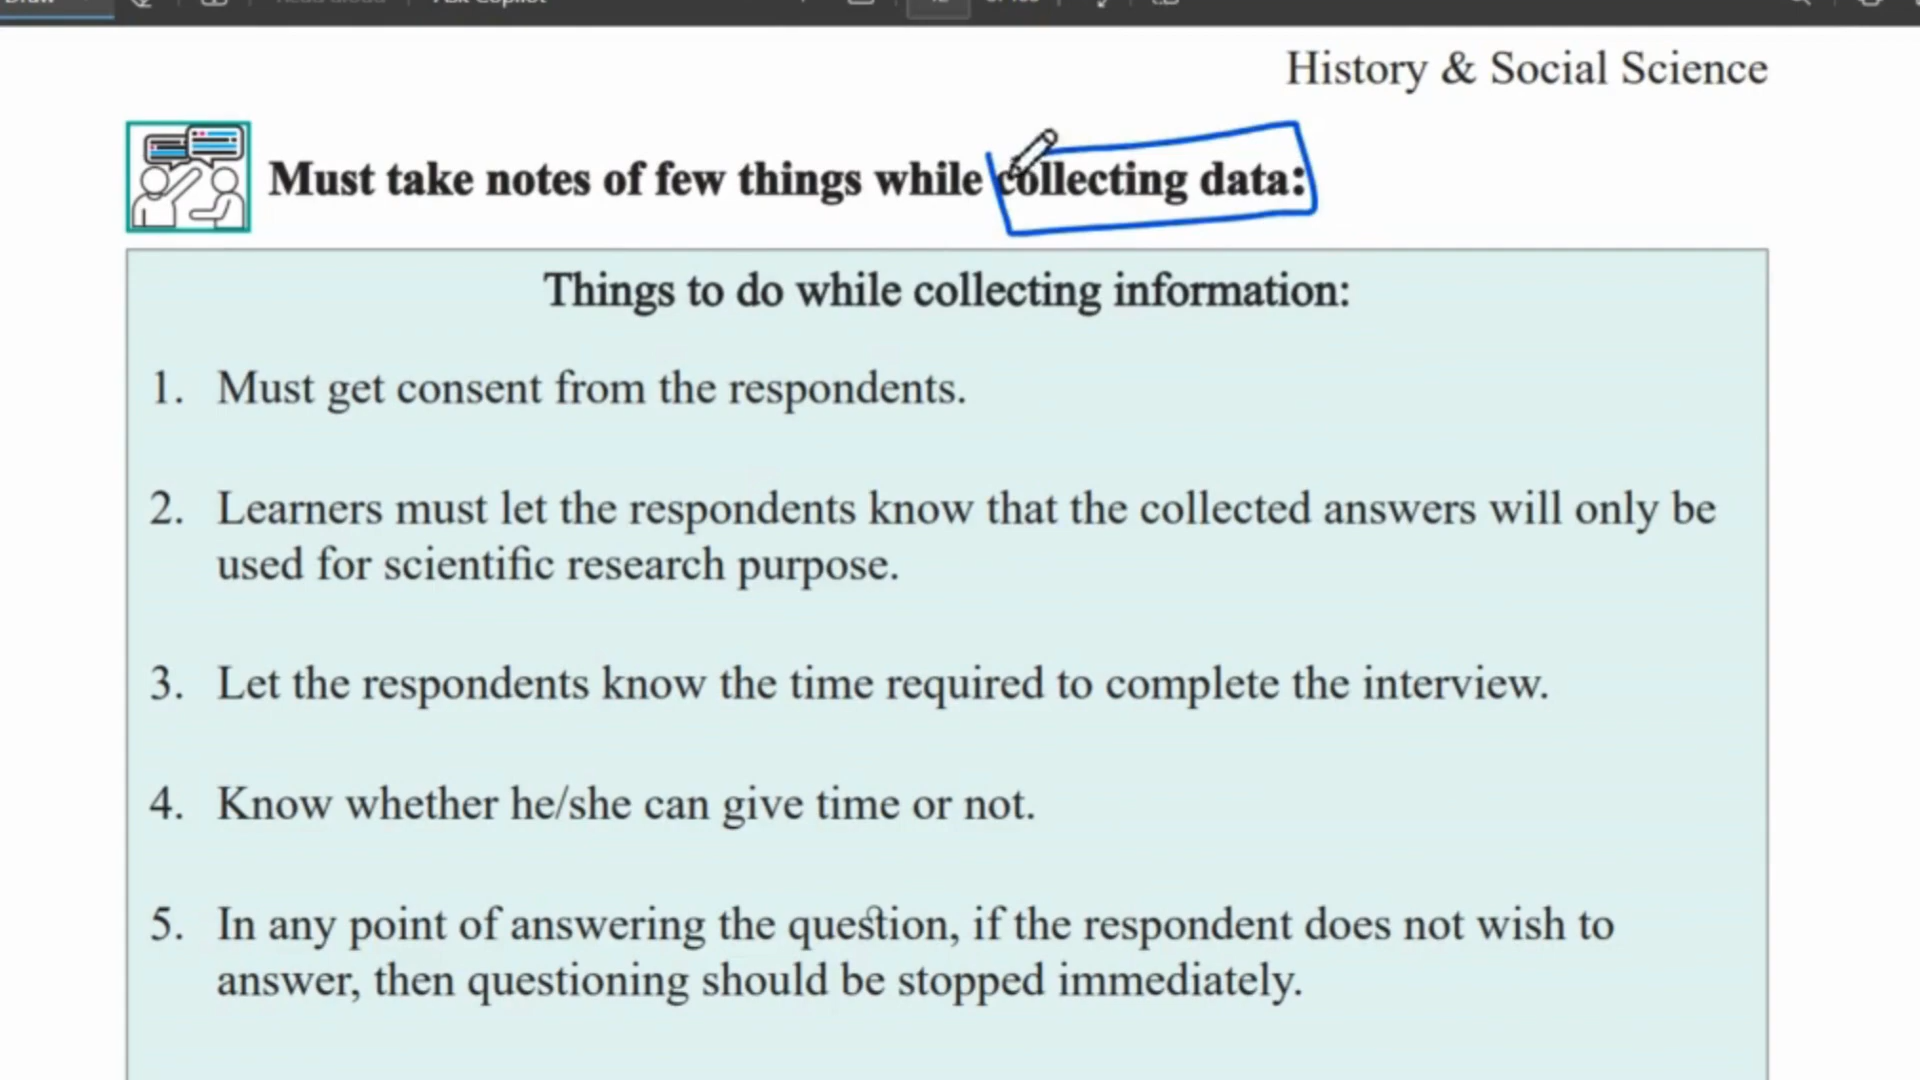 History & Social Science
Must take notes of few things while collecting data:
Things to do while collecting information:
1. Must get consent from the respondents.
2. Learners must let the respondents know that the collected answers will only be
used for scientific research purpose.
3. Let the respondents know the time required to complete the interview.
4. Know whether he/she can give time or not.
5. In any point of answering the question, if the respondent does not wish to
answer, then questioning should be stopped immediately.